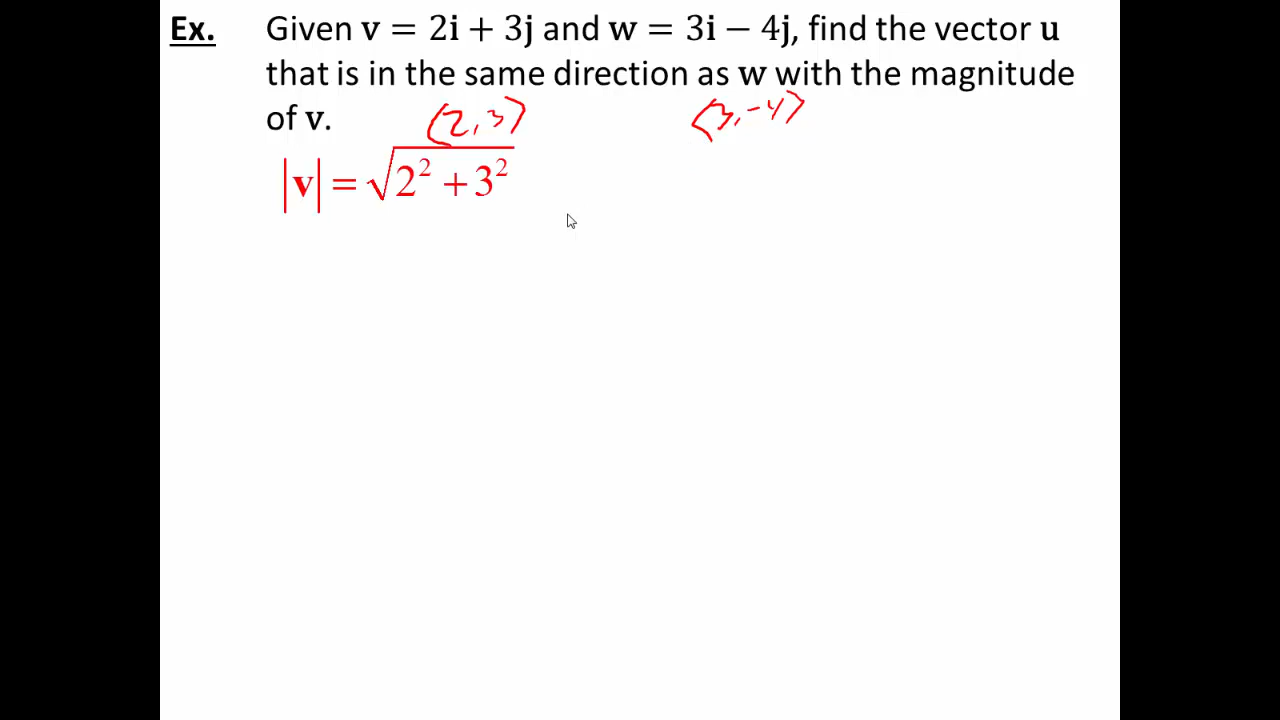 Ex. Given v = 2i + 3j and w = 3i − 4j, find the vector u
that is in the same direction as w with the magnitude
of v.
⟨2, 3⟩ ⟨3, -4⟩
|v| = √(2² + 3²)